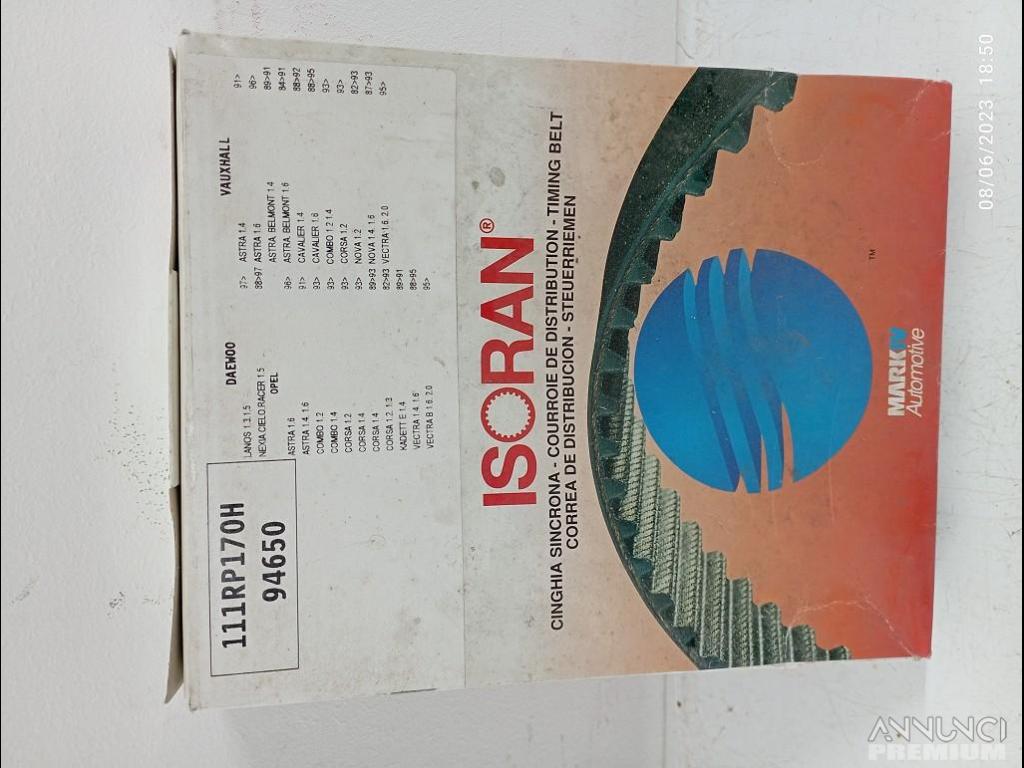 111RP170H
94650
DAEWOO VAUXHALL
LANOS 1.3 1.5 97> ASTRA 1.4 91>
NEXIA CIELO.RACER 1.5 88>97 ASTRA 1.6 96>
OPEL ASTRA. BELMONT 1.4 89>91
ASTRA 1.6 96> ASTRA. BELMONT 1.6 84>91
ASTRA 1.4. 1.6 91> CAVALIER 1.4 88>92
COMBO 1.2 93> CAVALIER 1.6 88>95
COMBO 1.4 93> COMBO 1.2 1.4 93>
CORSA 1.2 93> CORSA 1.2 93>
CORSA 1.4 93> NOVA 1.2 82>93
CORSA 1.4 89>93 NOVA 1.4. 1.6 87>93
CORSA 1.2. 1.3 82>93 VECTRA 1.6. 2.0 95>
KADETT E 1.4 89>91
VECTRA 1.4. 1.6 88>95
VECTRA B 1.6. 2.0 95>
ISORAN®
CINGHIA SINCRONA - COURROIE DE DISTRIBUTION - TIMING BELT
CORREA DE DISTRIBUCION - STEUERRIEMEN
TM
MARK IV
Automotive
08/06/2023 18:50
ANNUNCI
PREMIUM